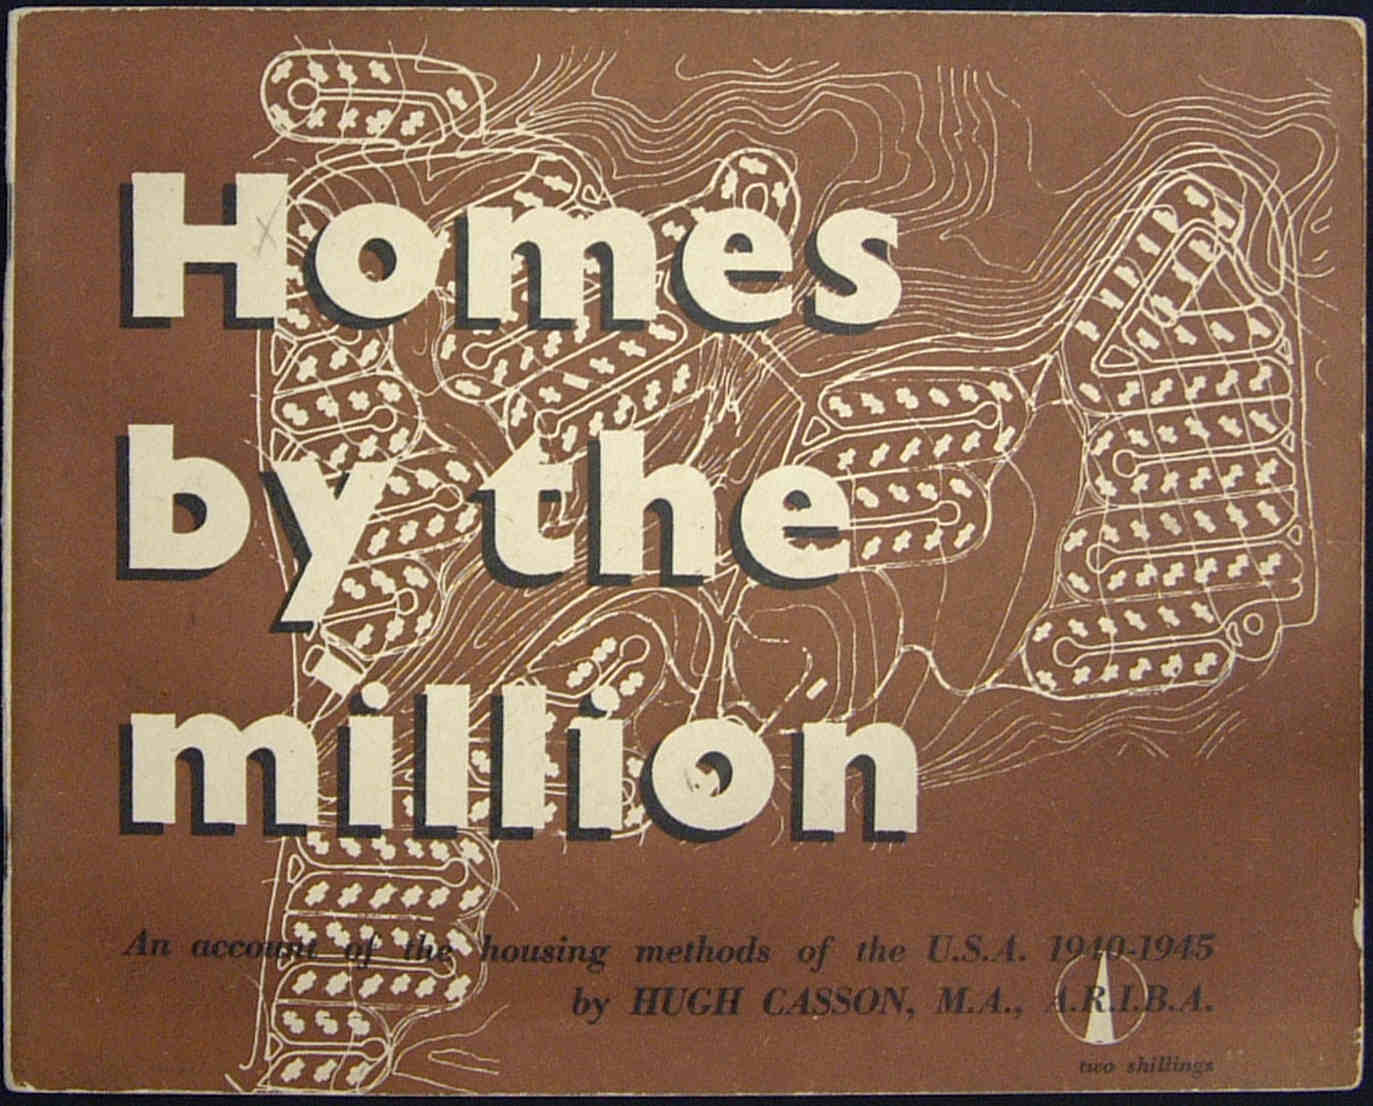 Homes
by the
million
An account of the housing methods of the U.S.A. 1940-1945
by HUGH CASSON, M.A., A.R.I.B.A.
two shillings